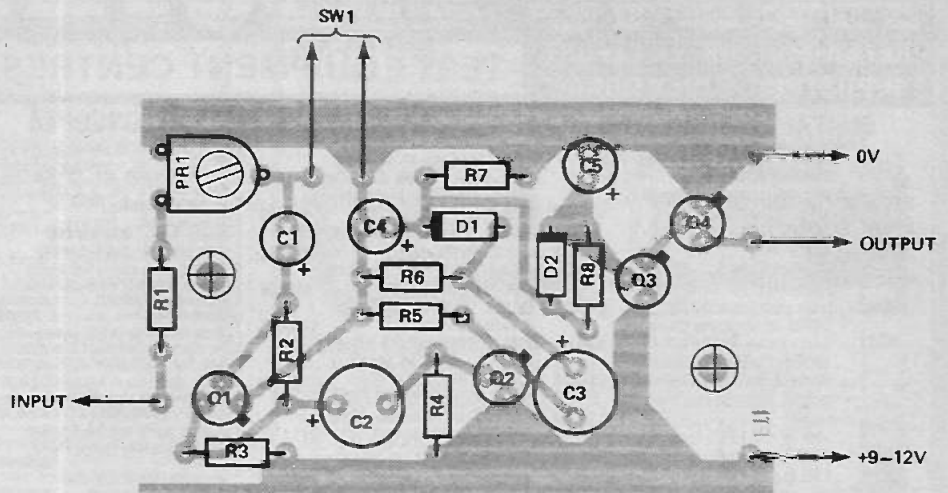 SW1
PR1
R7
C5
0V
C1
C4
D1
Q4
OUTPUT
R6
D2
R8
Q3
R1
R5
R2
INPUT
Q1
C2
R4
Q2
C3
R3
+9–12V
+
+
+
+
+